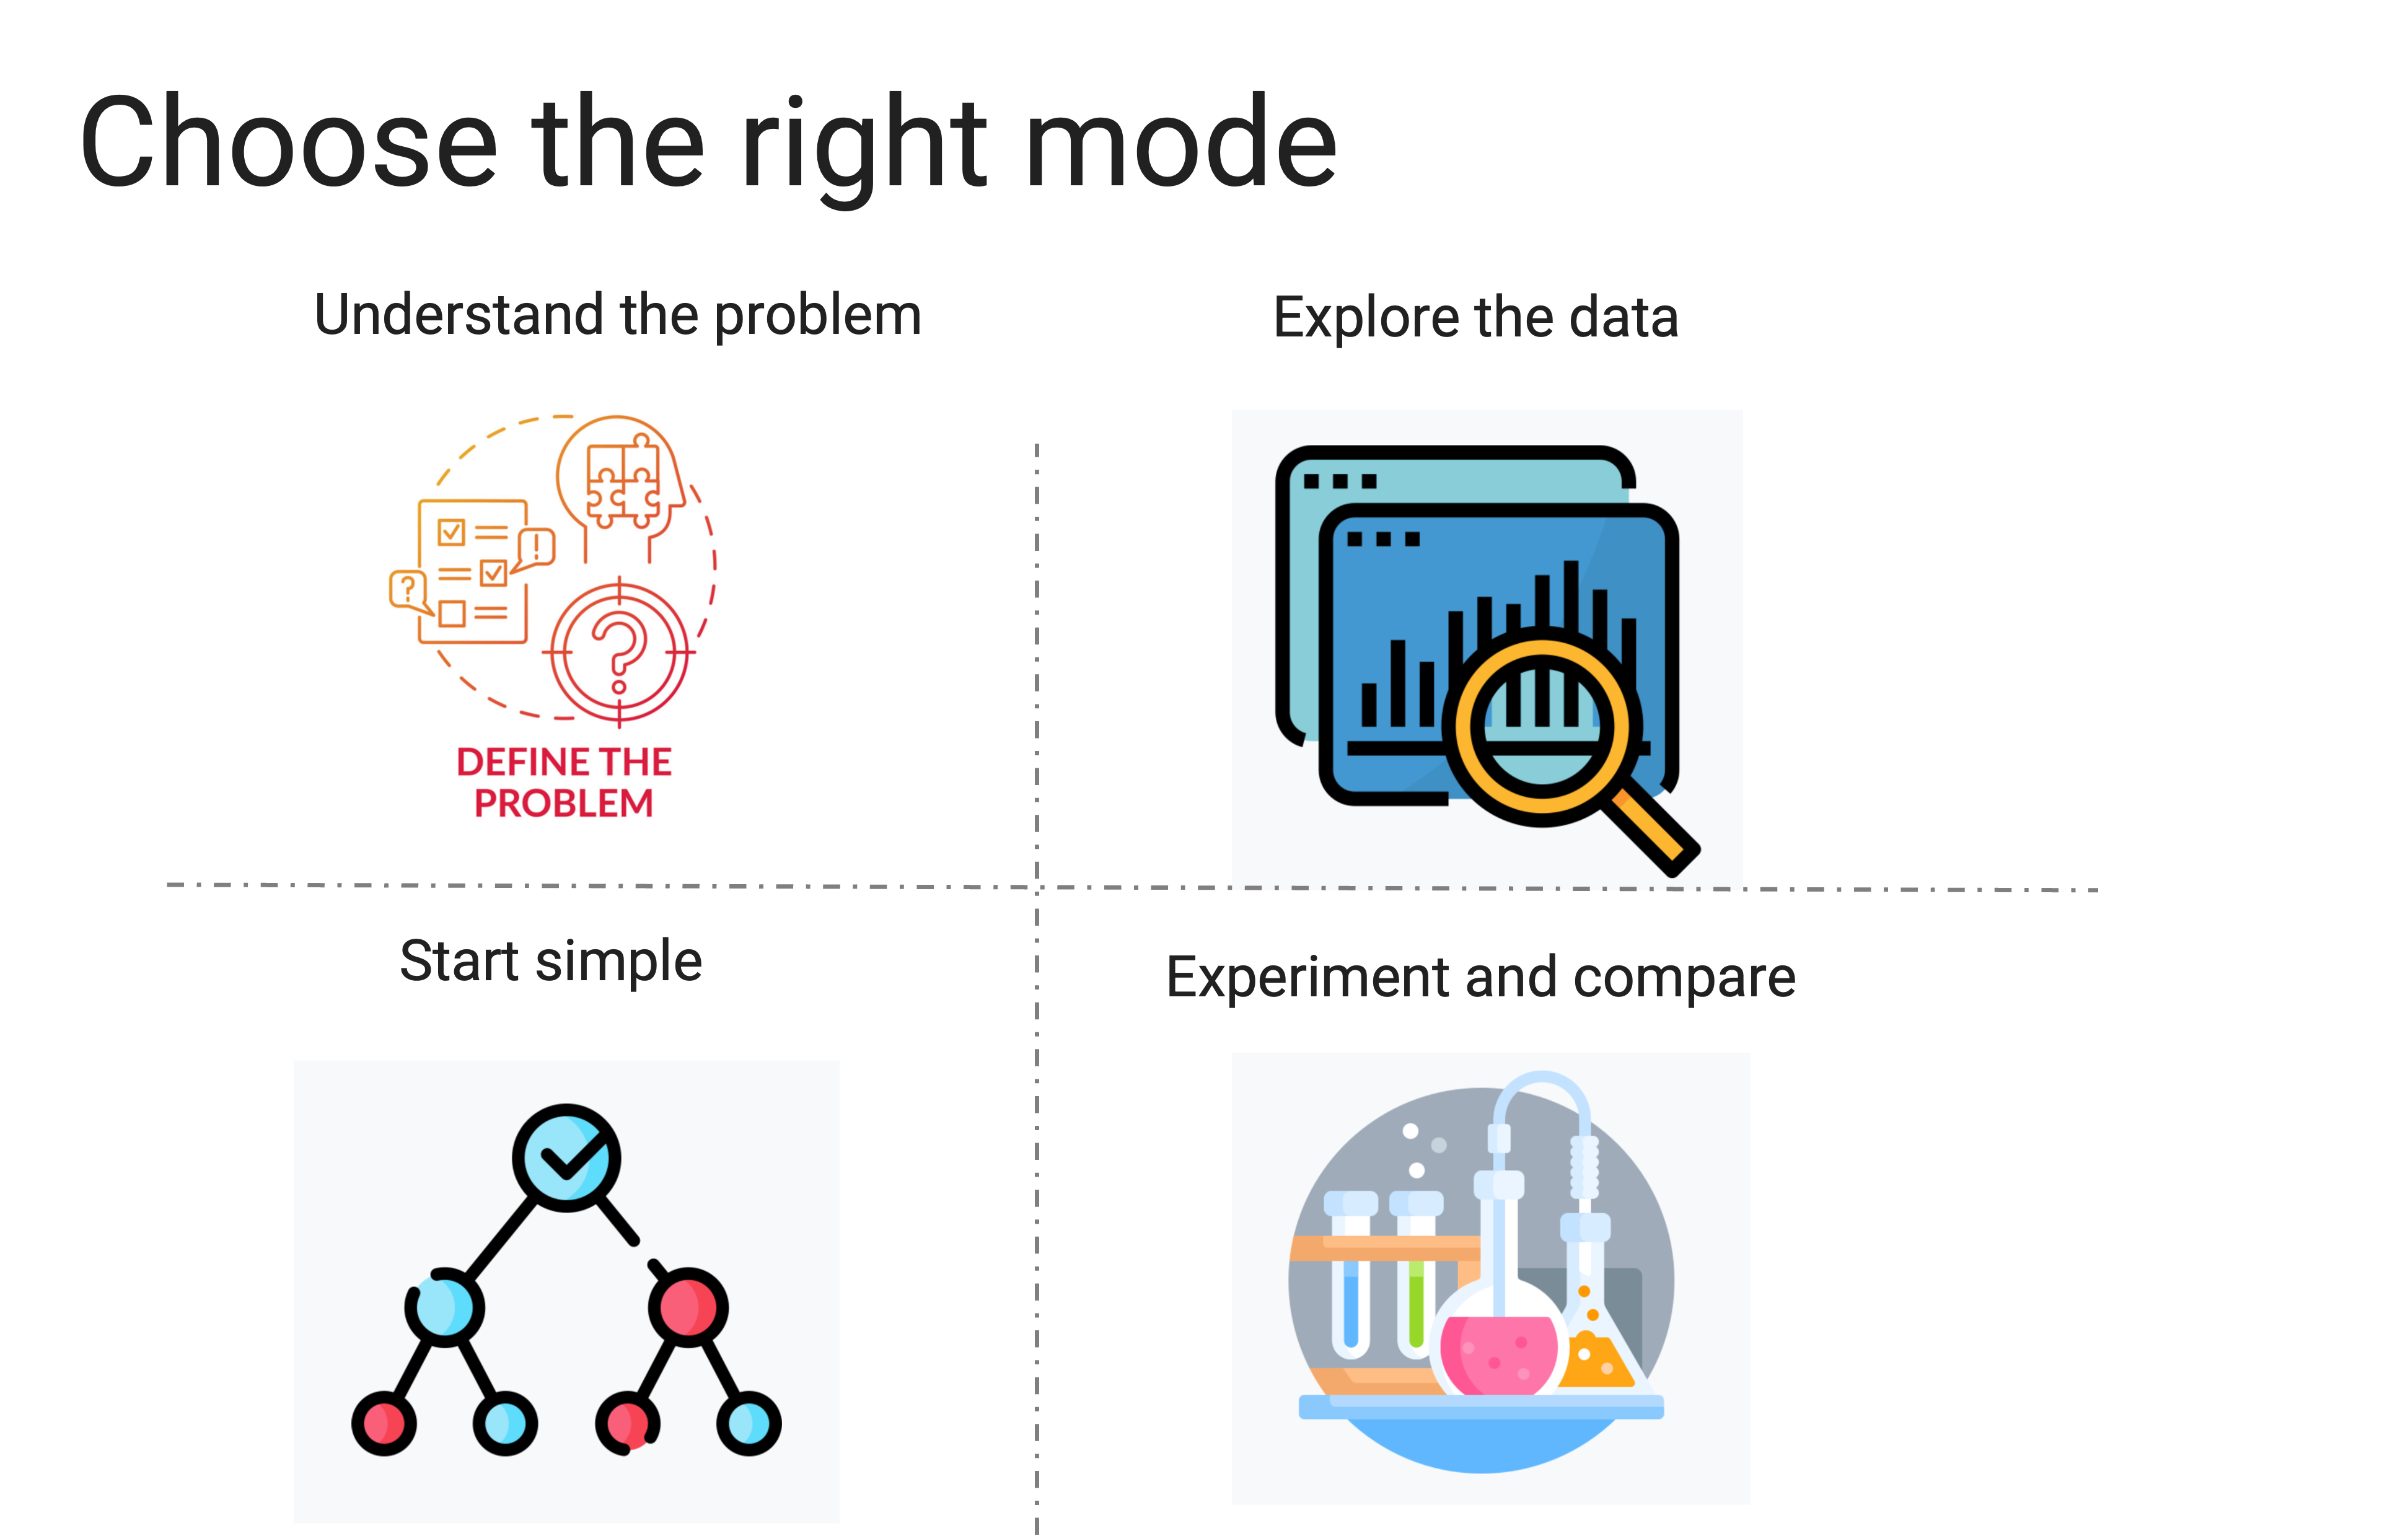 Choose the right mode
Understand the problem
Explore the data
DEFINE THE
PROBLEM
Start simple
Experiment and compare